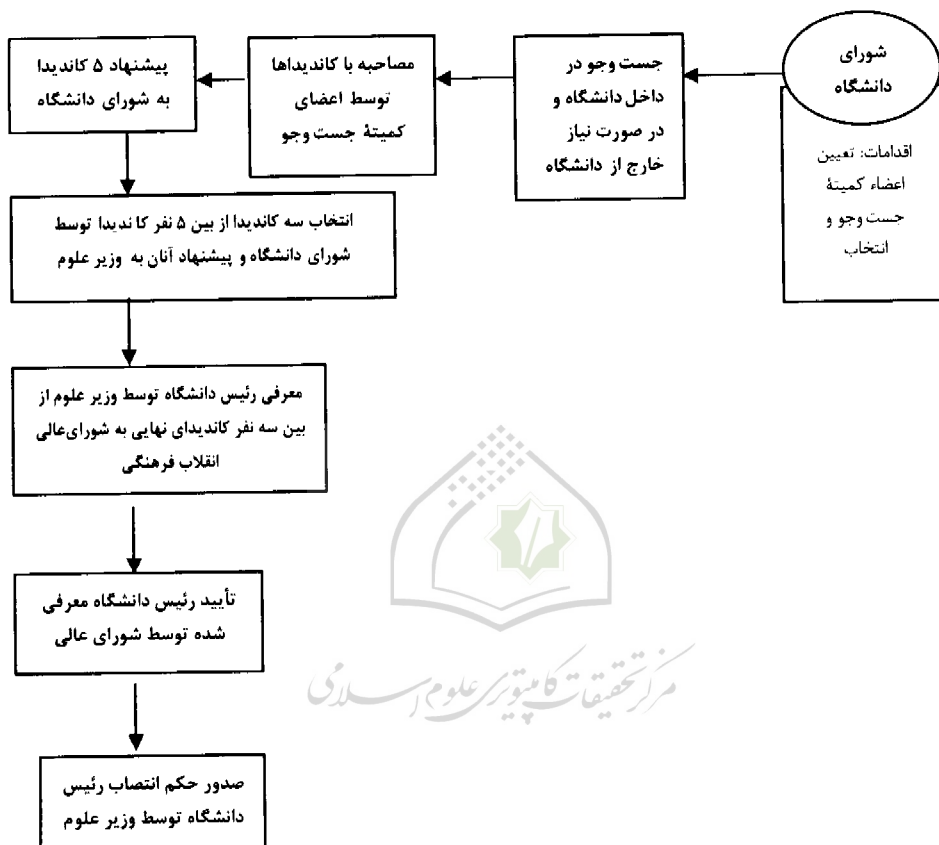 شورای
دانشگاه
اقدامات: تعیین
اعضاء کمیتهٔ
جست وجو و
انتخاب
جست وجو در
داخل دانشگاه و
در صورت نیاز
خارج از دانشگاه
مصاحبه با کاندیداها
توسط اعضای
کمیتهٔ جست وجو
پیشنهاد ۵ کاندیدا
به شورای دانشگاه
انتخاب سه کاندیدا از بین ۵ نفر کاندیدا توسط
شورای دانشگاه و پیشنهاد آنان به وزیر علوم
معرفی رئیس دانشگاه توسط وزیر علوم از
بین سه نفر کاندیدای نهایی به شورای‌عالی
انقلاب فرهنگی
تأیید رئیس دانشگاه معرفی
شده توسط شورای عالی
صدور حکم انتصاب رئیس
دانشگاه توسط وزیر علوم
مرکز تحقیقات کامپیوتری علوم اسلامی